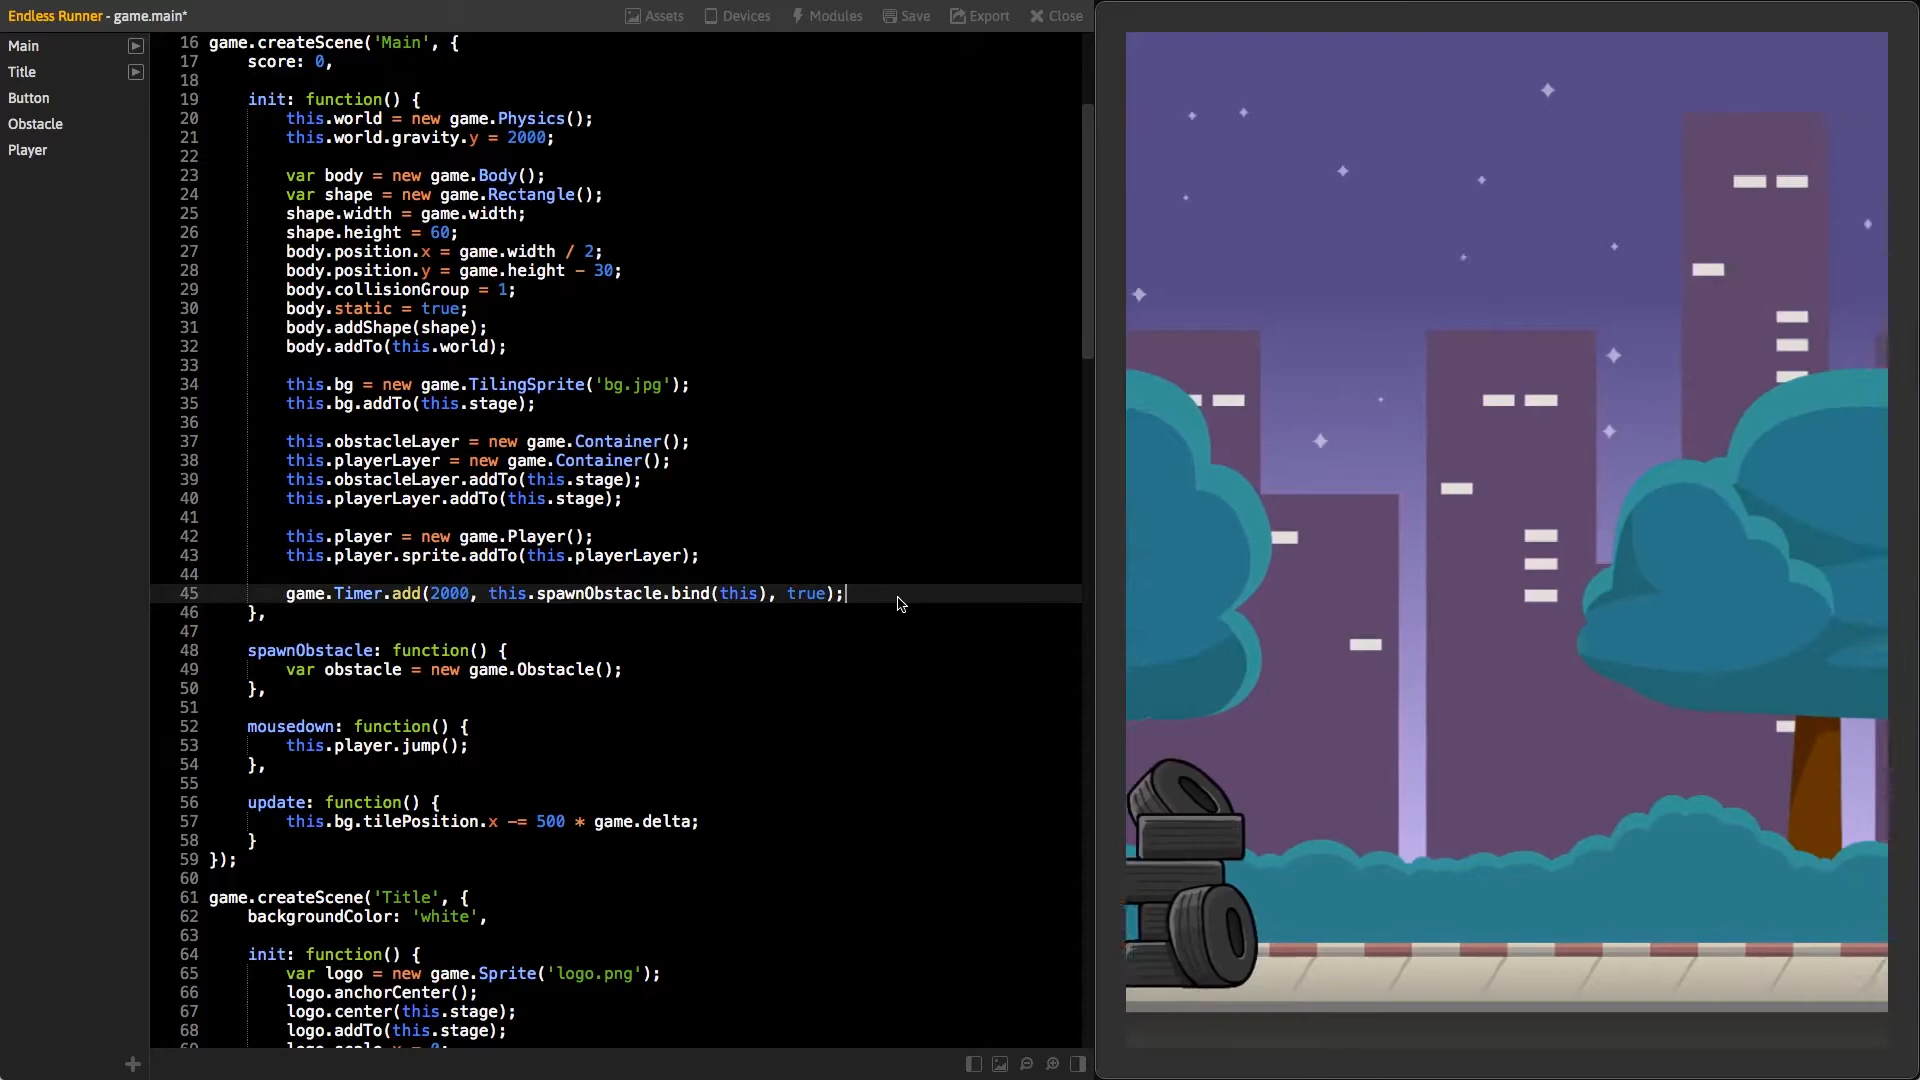 Endless Runner - game.main*
Assets
Devices
Modules
Save
Export
Close
Main
Title
Button
Obstacle
Player
16 game.createScene('Main', {
17     score: 0,
18
19     init: function() {
20         this.world = new game.Physics();
21         this.world.gravity.y = 2000;
22
23         var body = new game.Body();
24         var shape = new game.Rectangle();
25         shape.width = game.width;
26         shape.height = 60;
27         body.position.x = game.width / 2;
28         body.position.y = game.height - 30;
29         body.collisionGroup = 1;
30         body.static = true;
31         body.addShape(shape);
32         body.addTo(this.world);
33
34         this.bg = new game.TilingSprite('bg.jpg');
35         this.bg.addTo(this.stage);
36
37         this.obstacleLayer = new game.Container();
38         this.playerLayer = new game.Container();
39         this.obstacleLayer.addTo(this.stage);
40         this.playerLayer.addTo(this.stage);
41
42         this.player = new game.Player();
43         this.player.sprite.addTo(this.playerLayer);
44
45         game.Timer.add(2000, this.spawnObstacle.bind(this), true);
46     },
47
48     spawnObstacle: function() {
49         var obstacle = new game.Obstacle();
50     },
51
52     mousedown: function() {
53         this.player.jump();
54     },
55
56     update: function() {
57         this.bg.tilePosition.x -= 500 * game.delta;
58     }
59 });
60
61 game.createScene('Title', {
62     backgroundColor: 'white',
63
64     init: function() {
65         var logo = new game.Sprite('logo.png');
66         logo.anchorCenter();
67         logo.center(this.stage);
68         logo.addTo(this.stage);